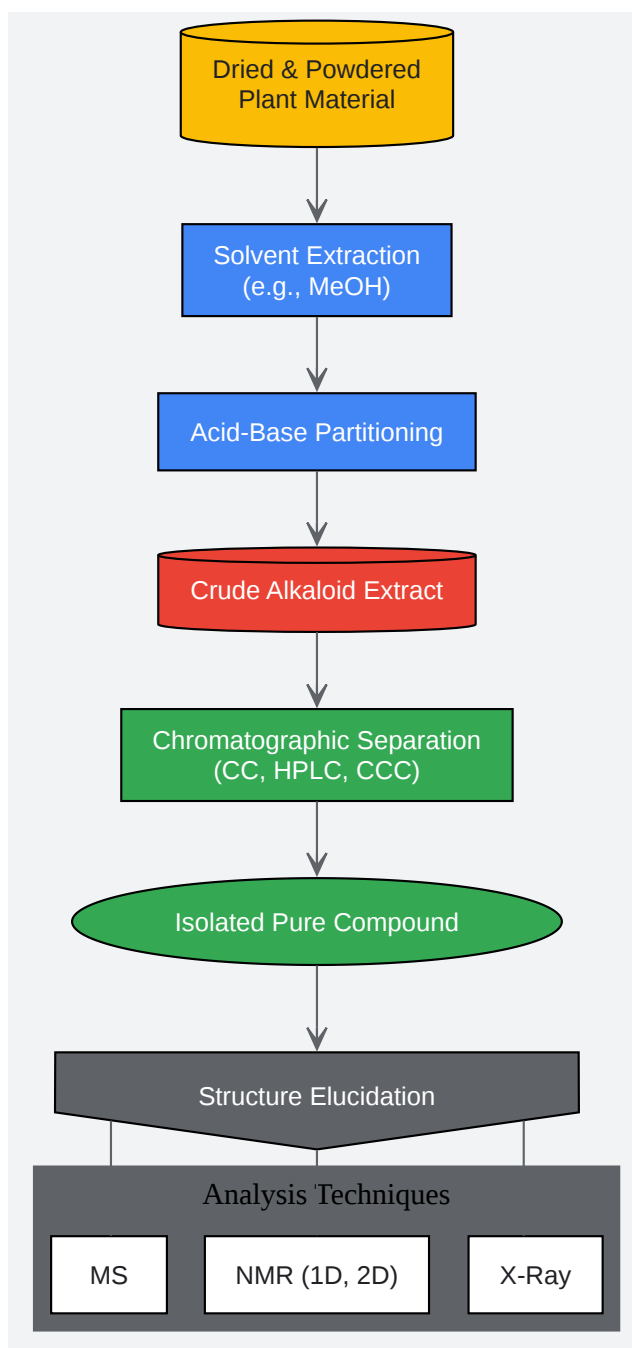 Dried & Powdered
Plant Material
Solvent Extraction
(e.g., MeOH)
Acid-Base Partitioning
Crude Alkaloid Extract
Chromatographic Separation
(CC, HPLC, CCC)
Isolated Pure Compound
Structure Elucidation
Analysis Techniques
MS
NMR (1D, 2D)
X-Ray